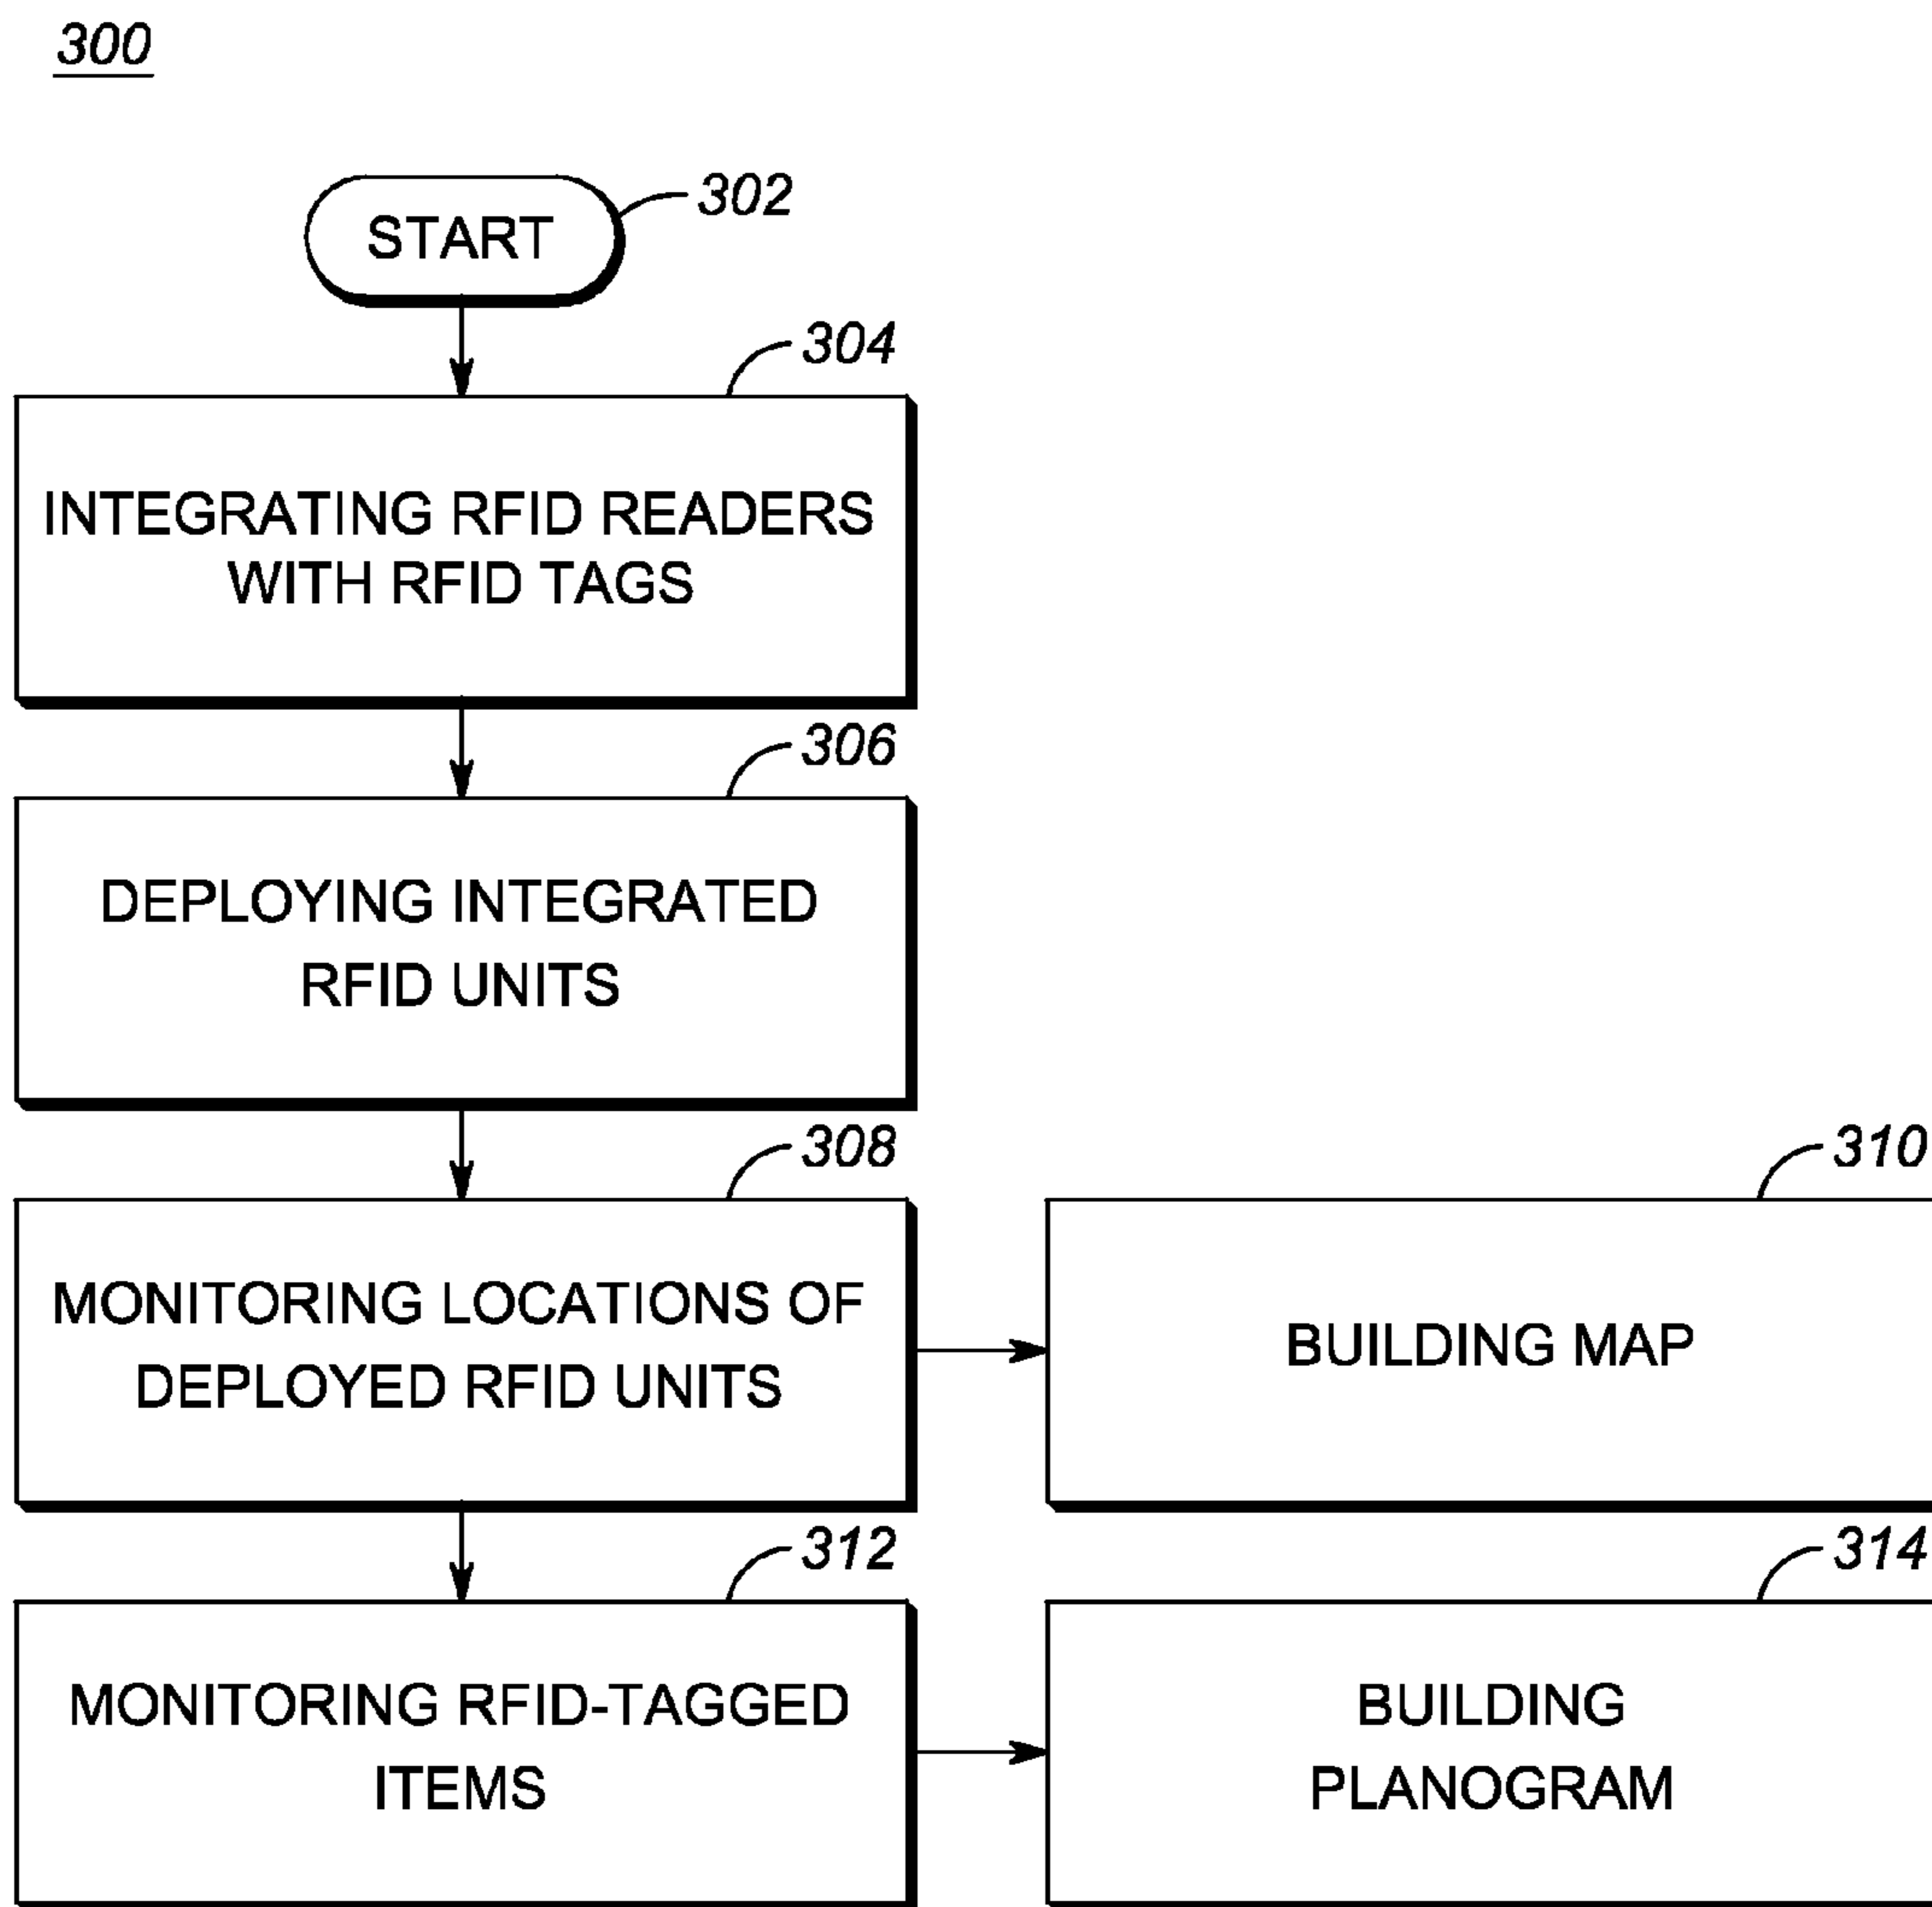 300
START
302
304
INTEGRATING RFID READERS
WITH RFID TAGS
306
DEPLOYING INTEGRATED
RFID UNITS
308
MONITORING LOCATIONS OF
DEPLOYED RFID UNITS
310
BUILDING MAP
312
MONITORING RFID-TAGGED
ITEMS
314
BUILDING
PLANOGRAM